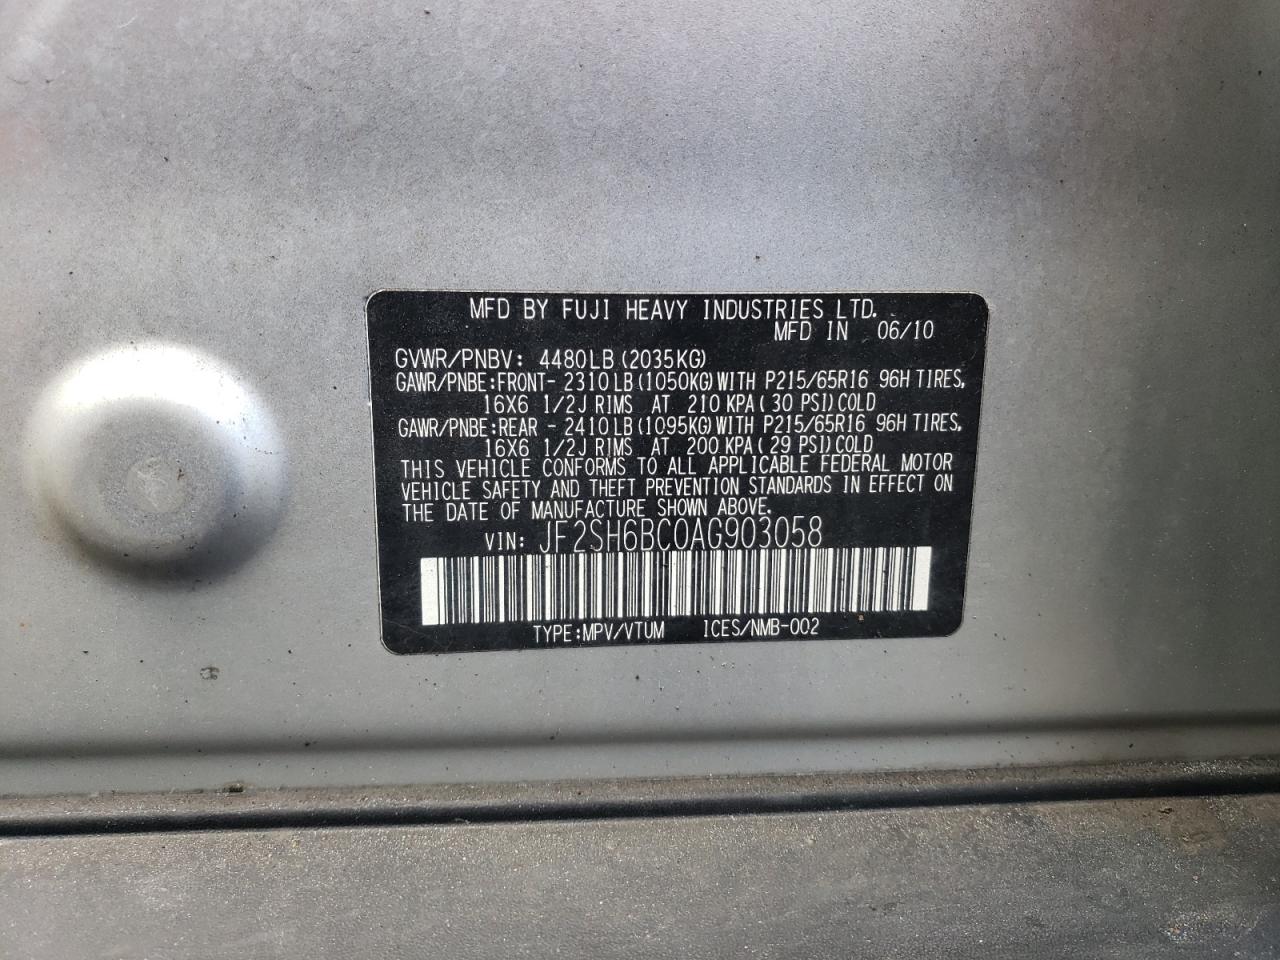 MFD BY FUJI HEAVY INDUSTRIES LTD.
MFD IN 06/10
GVWR/PNBV: 4480LB (2035KG)
GAWR/PNBE:FRONT- 2310LB (1050KG) WITH P215/65R16 96H TIRES,
16X6 1/2J RIMS AT 210 KPA ( 30 PSI) COLD
GAWR/PNBE:REAR - 2410LB (1095KG) WITH P215/65R16 96H TIRES,
16X6 1/2J RIMS AT 200 KPA ( 29 PSI) COLD
THIS VEHICLE CONFORMS TO ALL APPLICABLE FEDERAL MOTOR
VEHICLE SAFETY AND THEFT PREVENTION STANDARDS IN EFFECT ON
THE DATE OF MANUFACTURE SHOWN ABOVE.
VIN: JF2SH6BC0AG903058
TYPE:MPV/VTUM ICES/NMB-002